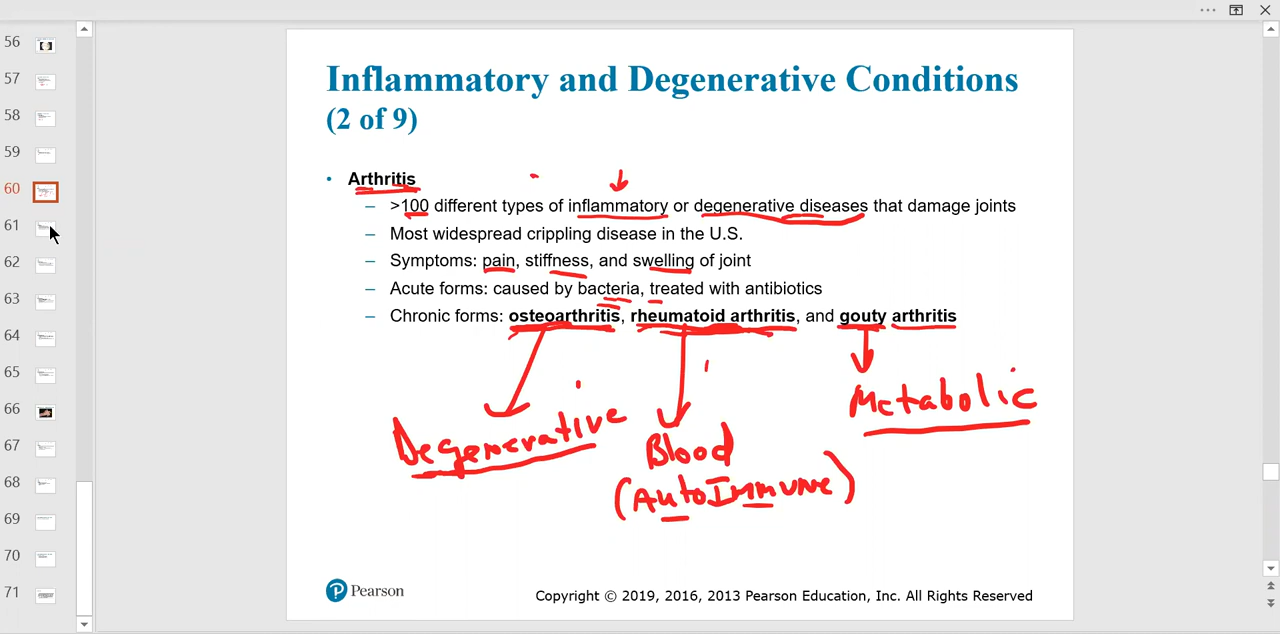 56
57
58
59
60
61
62
63
64
65
66
67
68
69
70
71
Inflammatory and Degenerative Conditions
(2 of 9)
• Arthritis
– >100 different types of inflammatory or degenerative diseases that damage joints
– Most widespread crippling disease in the U.S.
– Symptoms: pain, stiffness, and swelling of joint
– Acute forms: caused by bacteria, treated with antibiotics
– Chronic forms: osteoarthritis, rheumatoid arthritis, and gouty arthritis
Degenerative
Blood
(AutoImmune)
Metabolic
P Pearson
Copyright © 2019, 2016, 2013 Pearson Education, Inc. All Rights Reserved